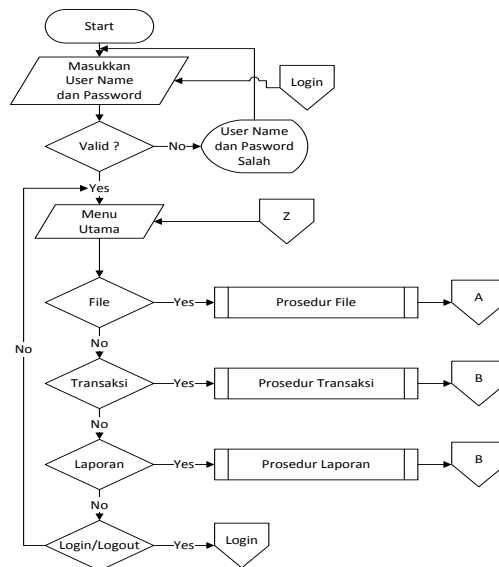 Start
Masukkan
User Name
dan Password
Login
Valid ?
No
User Name
dan Pasword
Salah
Yes
Menu
Utama
Z
File
Yes
Prosedur File
A
No
No
Transaksi
Yes
Prosedur Transaksi
B
No
Laporan
Yes
Prosedur Laporan
B
No
Login/Logout
Yes
Login